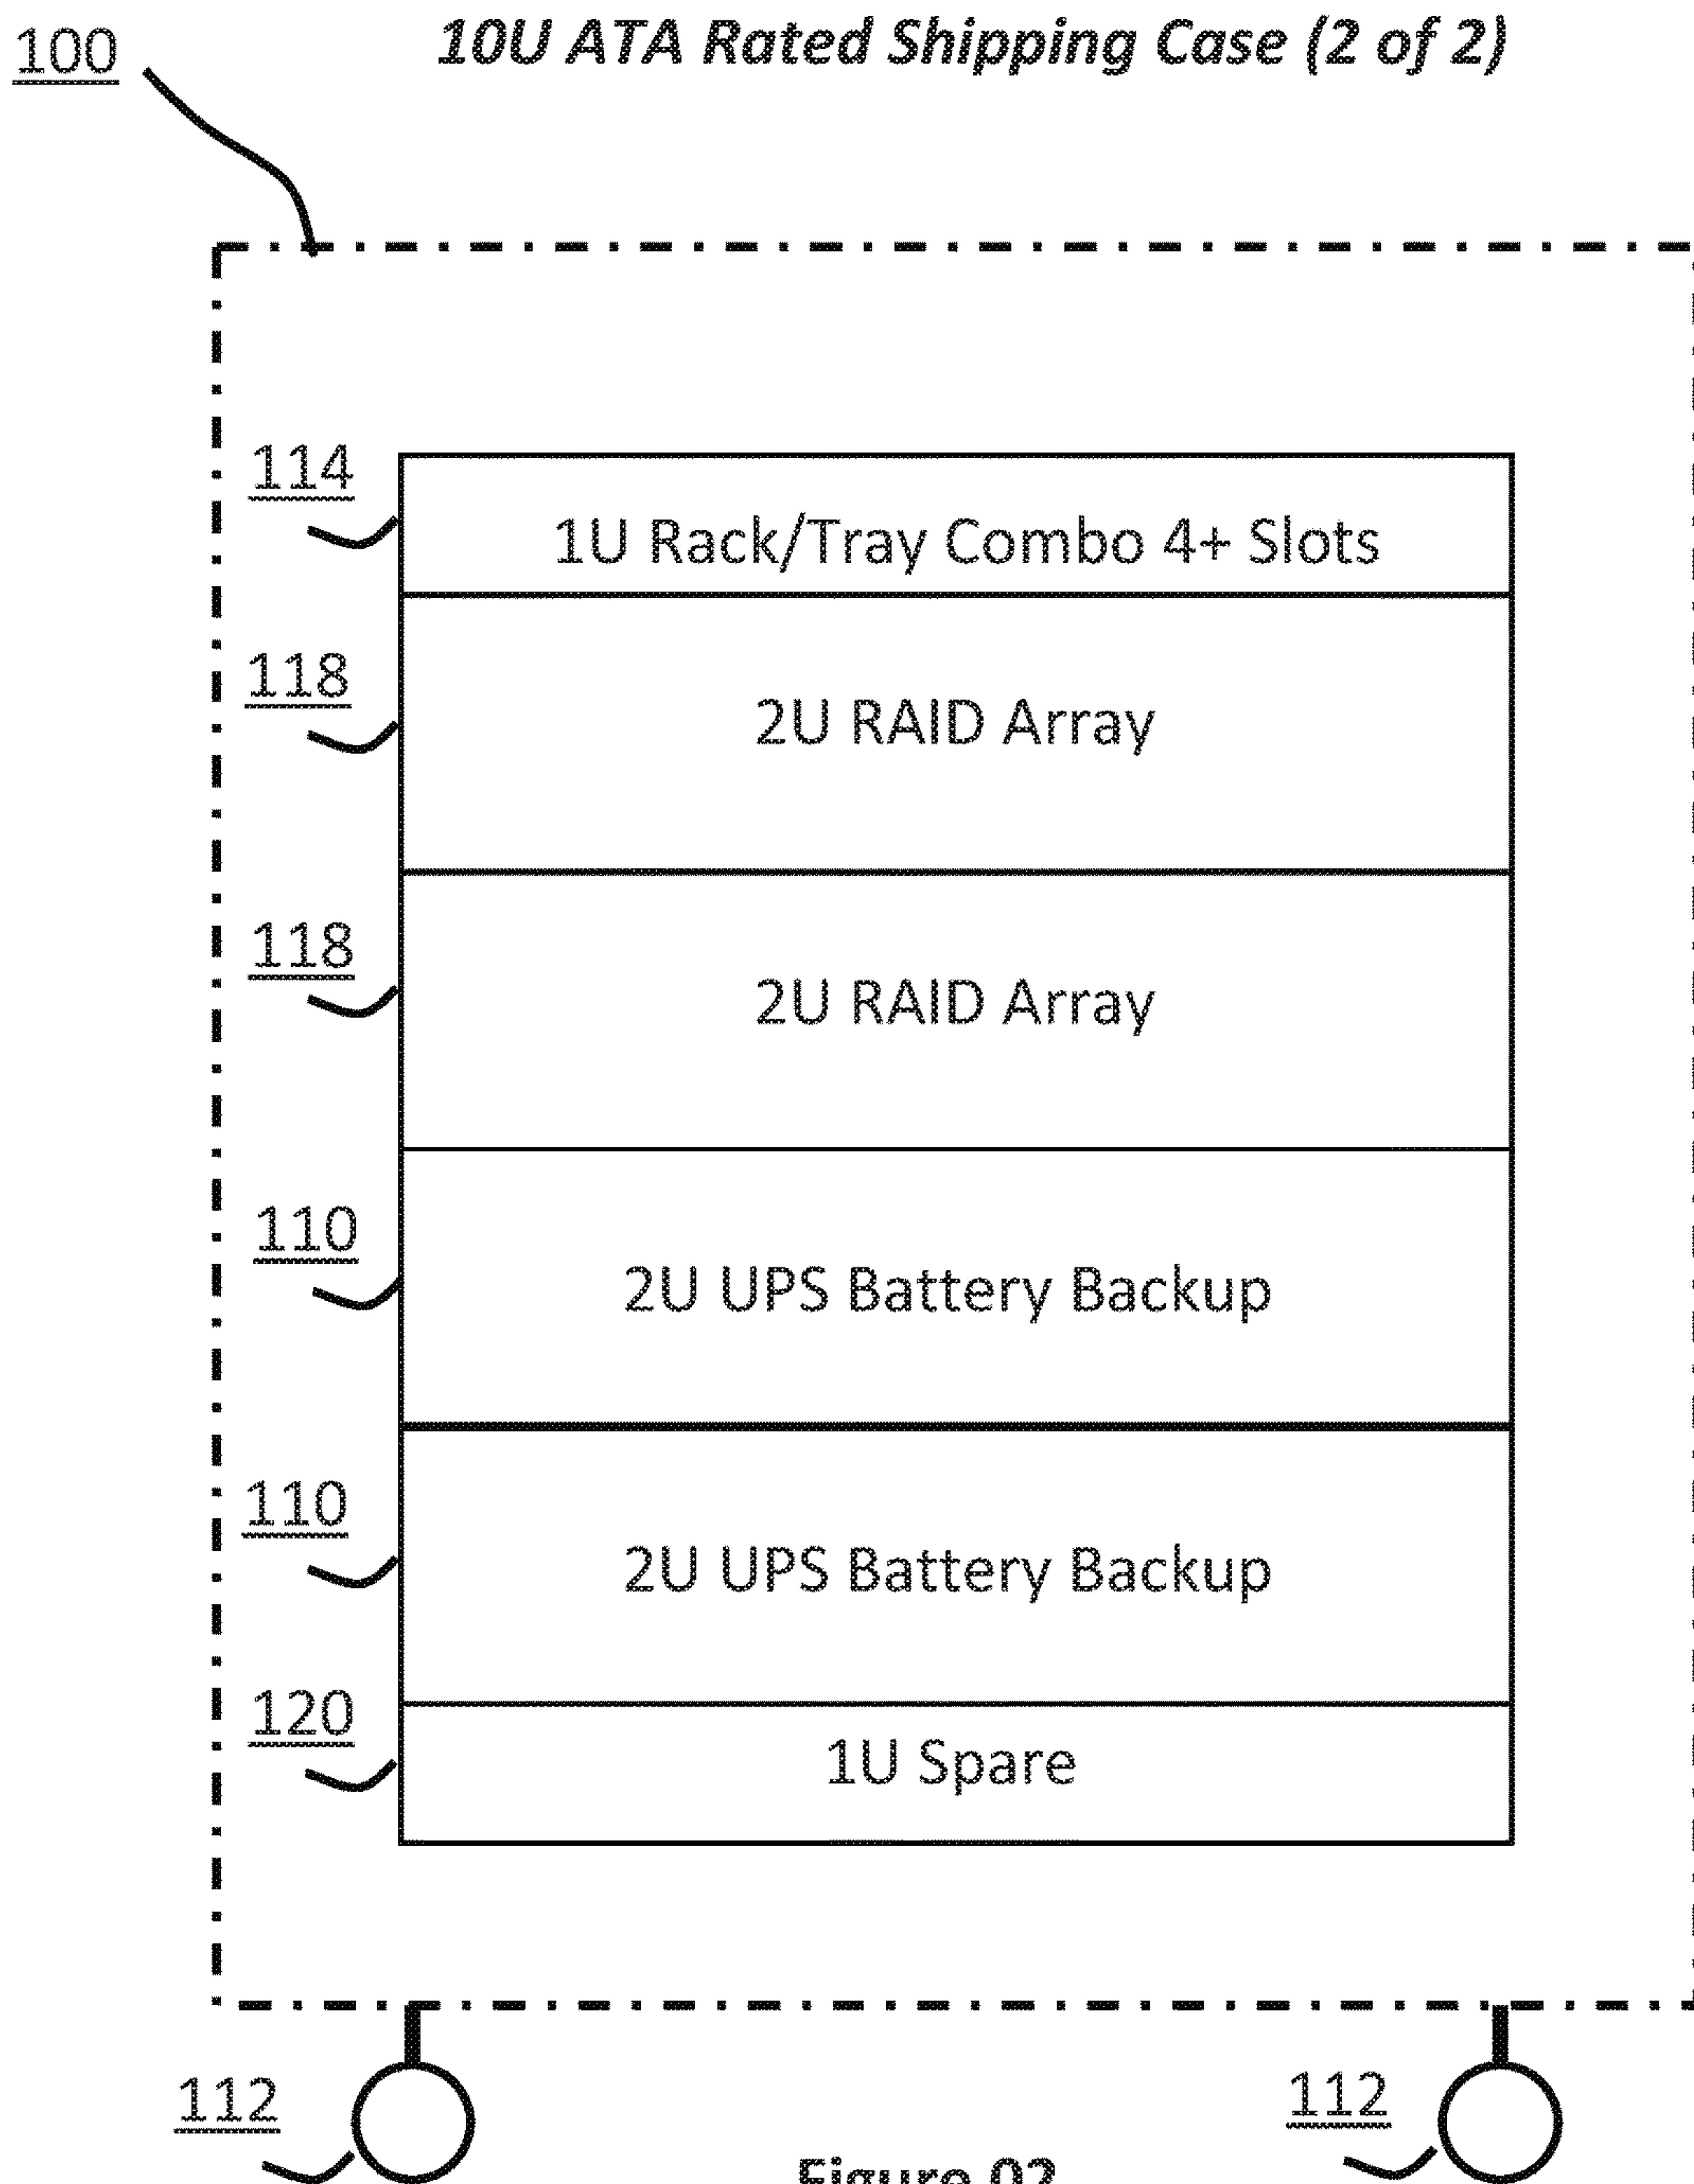 100
10U ATA Rated Shipping Case (2 of 2)
114
1U Rack/Tray Combo 4+ Slots
118
2U RAID Array
118
2U RAID Array
110
2U UPS Battery Backup
110
2U UPS Battery Backup
120
1U Spare
112
112
Figure 02